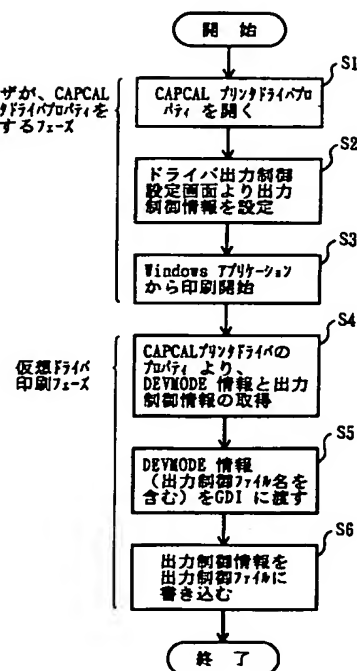 開 始
S1
CAPCAL プリンタドライバプロ
パティ を開く
ザが、CAPCAL
タドライバプロパティを
するフェーズ
S2
ドライバ出力制御
設定画面より出力
制御情報を設定
S3
Windows アプリケーション
から印刷開始
S4
CAPCALプリンタドライバの
プロパティ より、
DEVMODE 情報と出力
制御情報の取得
仮想ドライバ
印刷フェーズ
S5
DEVMODE 情報
(出力制御ファイル名を
含む)をGDI に渡す
S6
出力制御情報を
出力制御ファイルに
書き込む
終 了